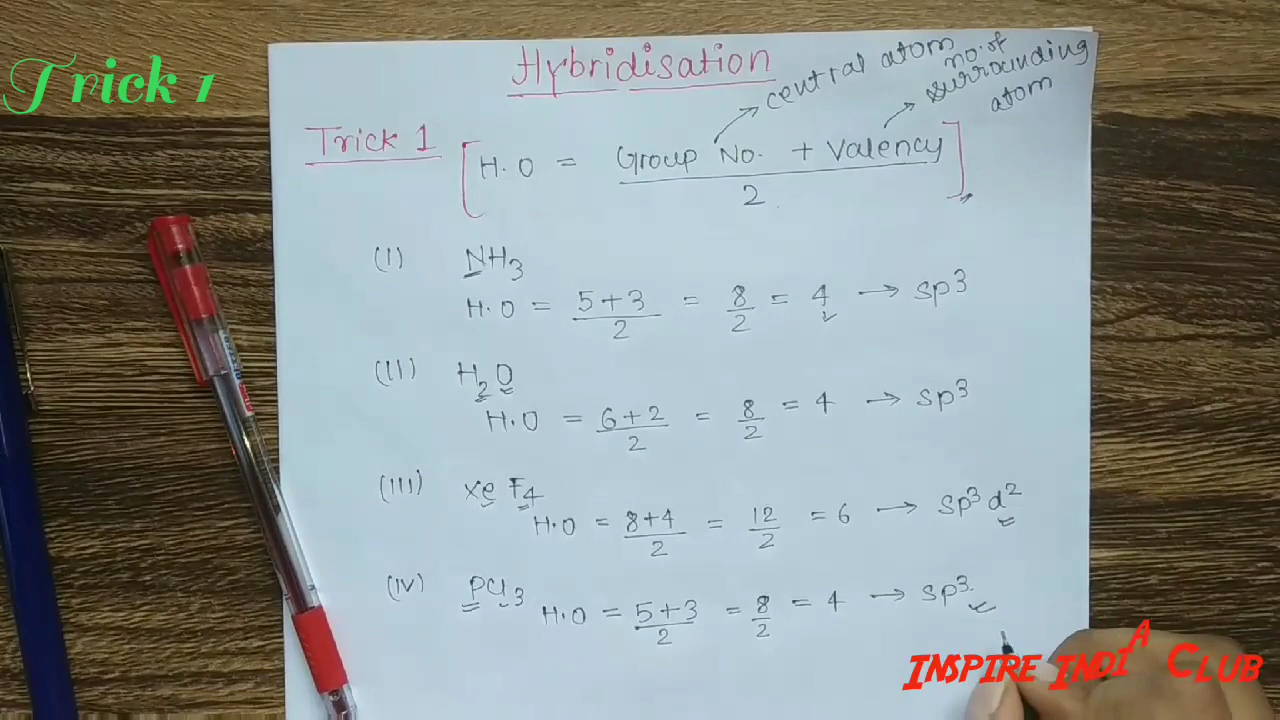 Trick 1
Hybridisation
central atom
no. of
surrounding
atom
Trick 1
[H.O = Group No. + Valency / 2]
(I) NH3
H.O = 5+3/2 = 8/2 = 4 → sp3
(II) H2O
H.O = 6+2/2 = 8/2 = 4 → sp3
(III) XeF4
H.O = 8+4/2 = 12/2 = 6 → sp3d2
(IV) PCl3
H.O = 5+3/2 = 8/2 = 4 → sp3
INSPIRE INDIA CLUB